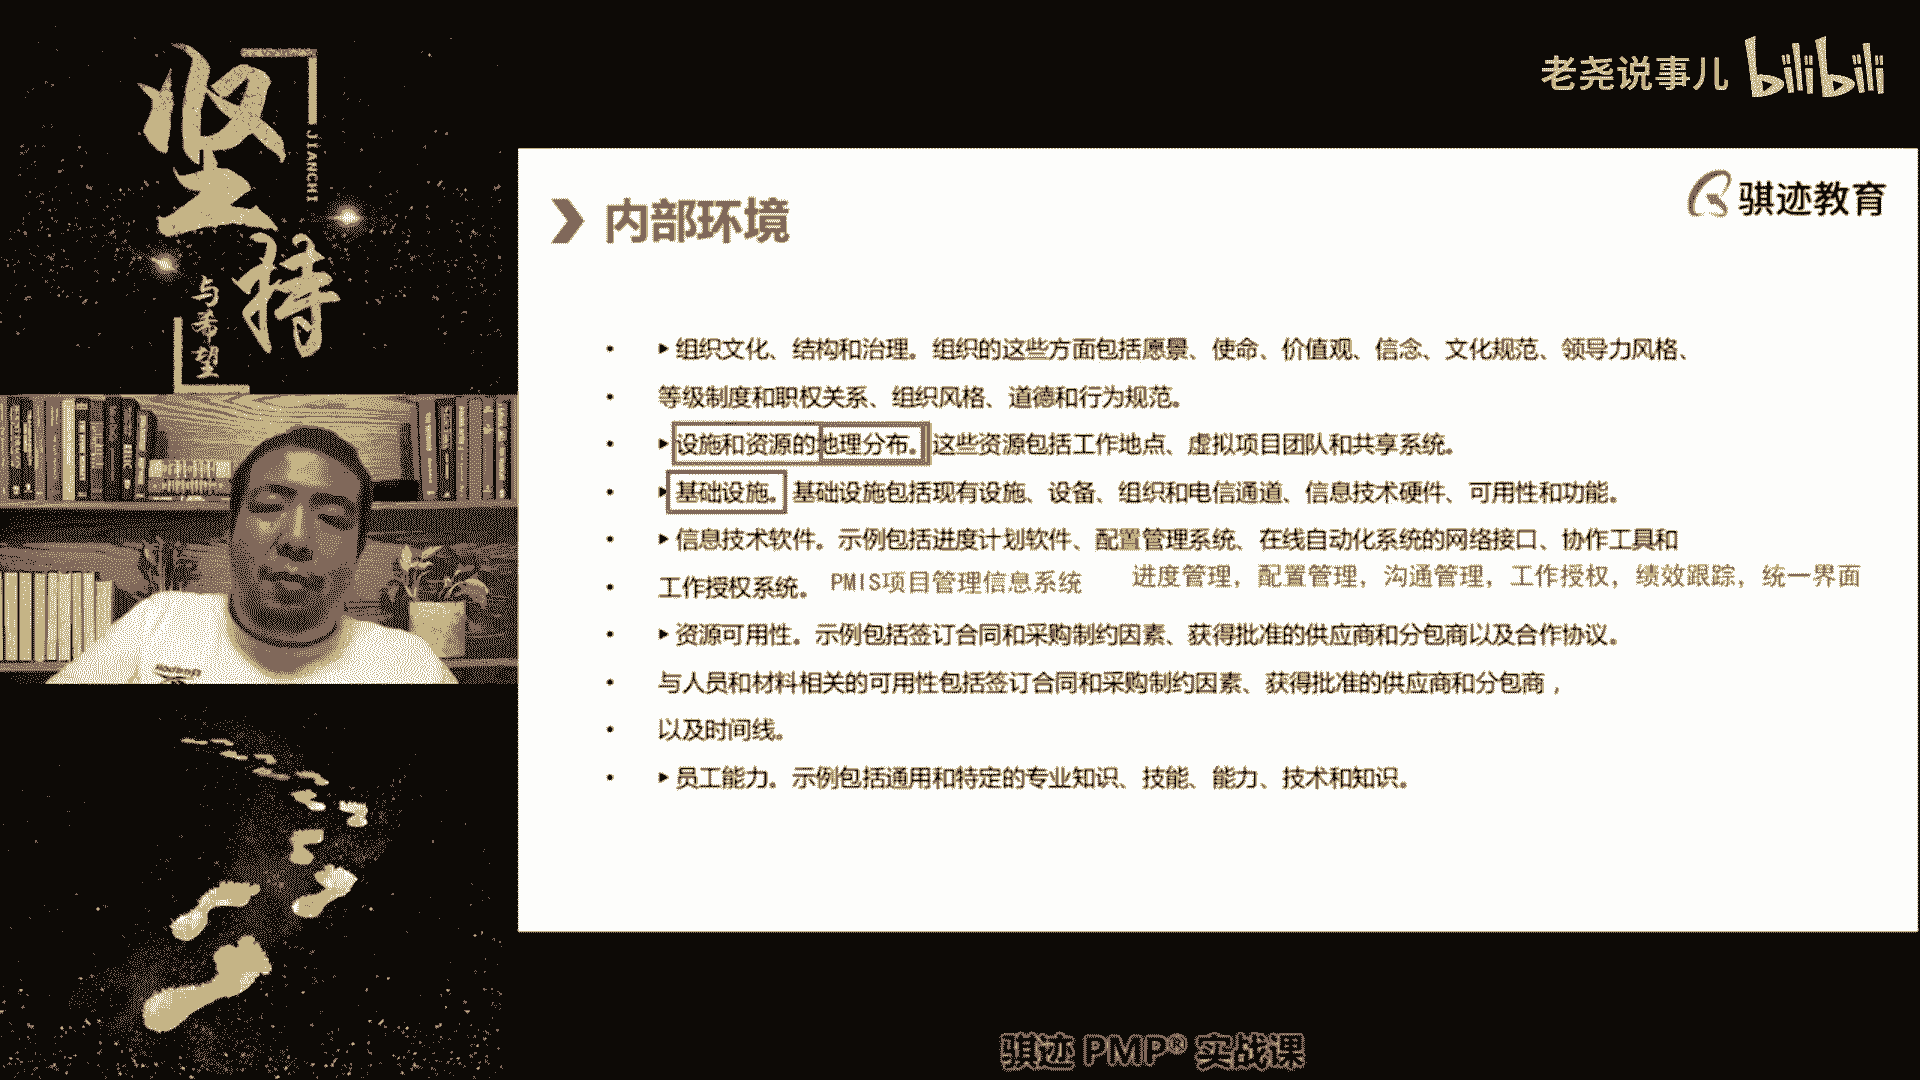 坚持
JIANCHI
与希望
老尧说事儿 bilibili
骐迹教育
内部环境
• ▸组织文化、结构和治理。组织的这些方面包括愿景、使命、价值观、信念、文化规范、领导力风格、
• 等级制度和职权关系、组织风格、道德和行为规范。
• ▸设施和资源的地理分布。这些资源包括工作地点、虚拟项目团队和共享系统。
• ▸基础设施。基础设施包括现有设施、设备、组织和电信通道、信息技术硬件、可用性和功能。
• ▸信息技术软件。示例包括进度计划软件、配置管理系统、在线自动化系统的网络接口、协作工具和
• 工作授权系统。 PMIS项目管理信息系统 进度管理，配置管理，沟通管理，工作授权，绩效跟踪，统一界面
• ▸资源可用性。示例包括签订合同和采购制约因素、获得批准的供应商和分包商以及合作协议。
• 与人员和材料相关的可用性包括签订合同和采购制约因素、获得批准的供应商和分包商，
• 以及时间线。
• ▸员工能力。示例包括通用和特定的专业知识、技能、能力、技术和知识。
骐迹 PMP® 实战课